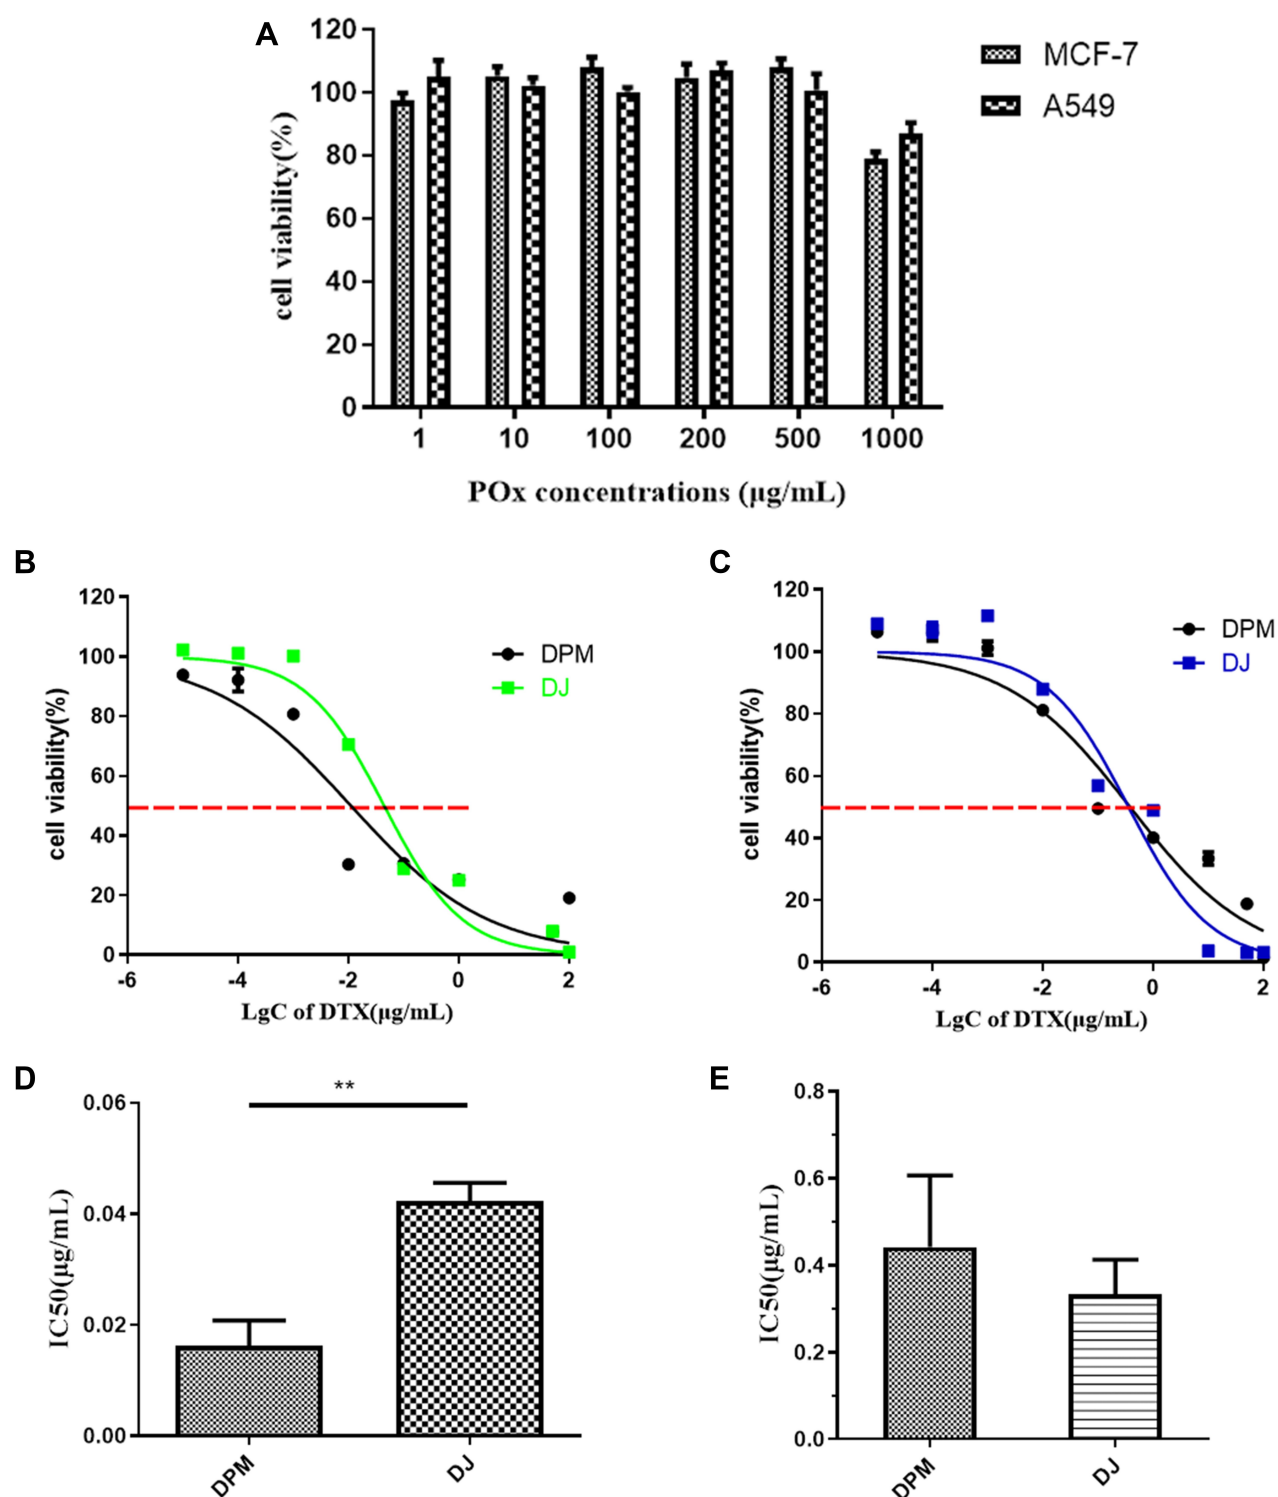 A
120
100
80
60
40
20
0
cell viability(%)
1 10 100 200 500 1000
POx concentrations (μg/mL)
MCF-7
A549
B
120
100
80
60
40
20
0
cell viability(%)
-6 -4 -2 0 2
LgC of DTX(μg/mL)
DPM
DJ
C
120
100
80
60
40
20
0
cell viability(%)
-6 -4 -2 0 2
LgC of DTX(μg/mL)
DPM
DJ
D
**
0.06
0.04
0.02
0.00
IC50(μg/mL)
DPM DJ
E
0.8
0.6
0.4
0.2
0.0
IC50(μg/mL)
DPM DJ